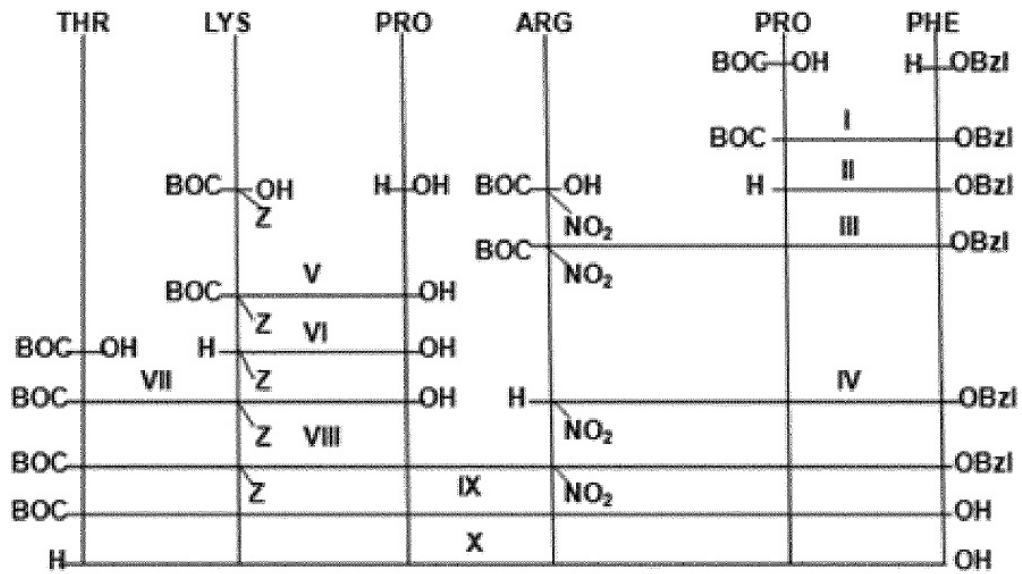 THR LYS PRO ARG PRO PHE
BOC OH H OBzl
I
BOC OBzl
II
BOC OH H OH BOC OH H OBzl
Z NO₂ III
BOC OBzl
V NO₂
BOC OH
Z VI
BOC OH H OH
VII Z IV
BOC OH H OBzl
Z VIII NO₂
BOC OBzl
Z IX NO₂
BOC OH
X
H OH